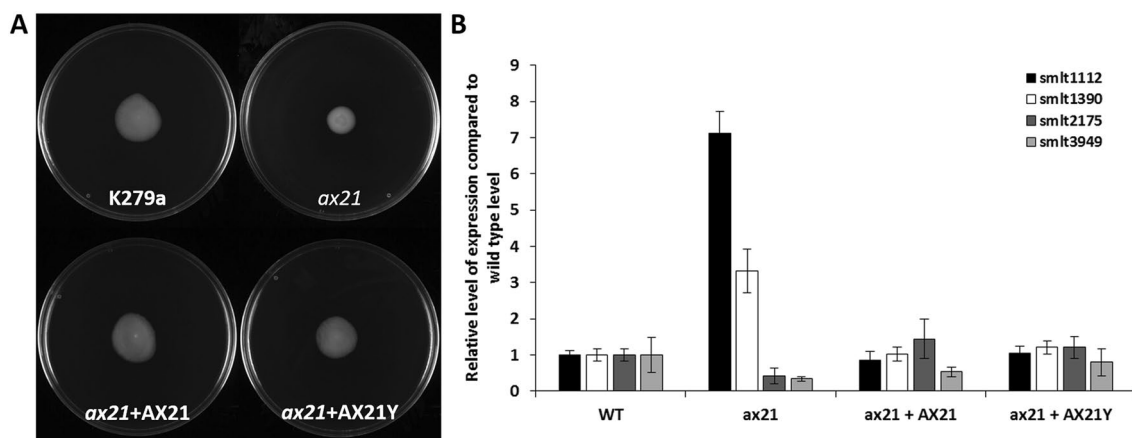 A
K279a
ax21
ax21+AX21
ax21+AX21Y
B
Relative level of expression compared to
wild type level
9
8
7
6
5
4
3
2
1
0
WT
ax21
ax21 + AX21
ax21 + AX21Y
smlt1112
smlt1390
smlt2175
smlt3949